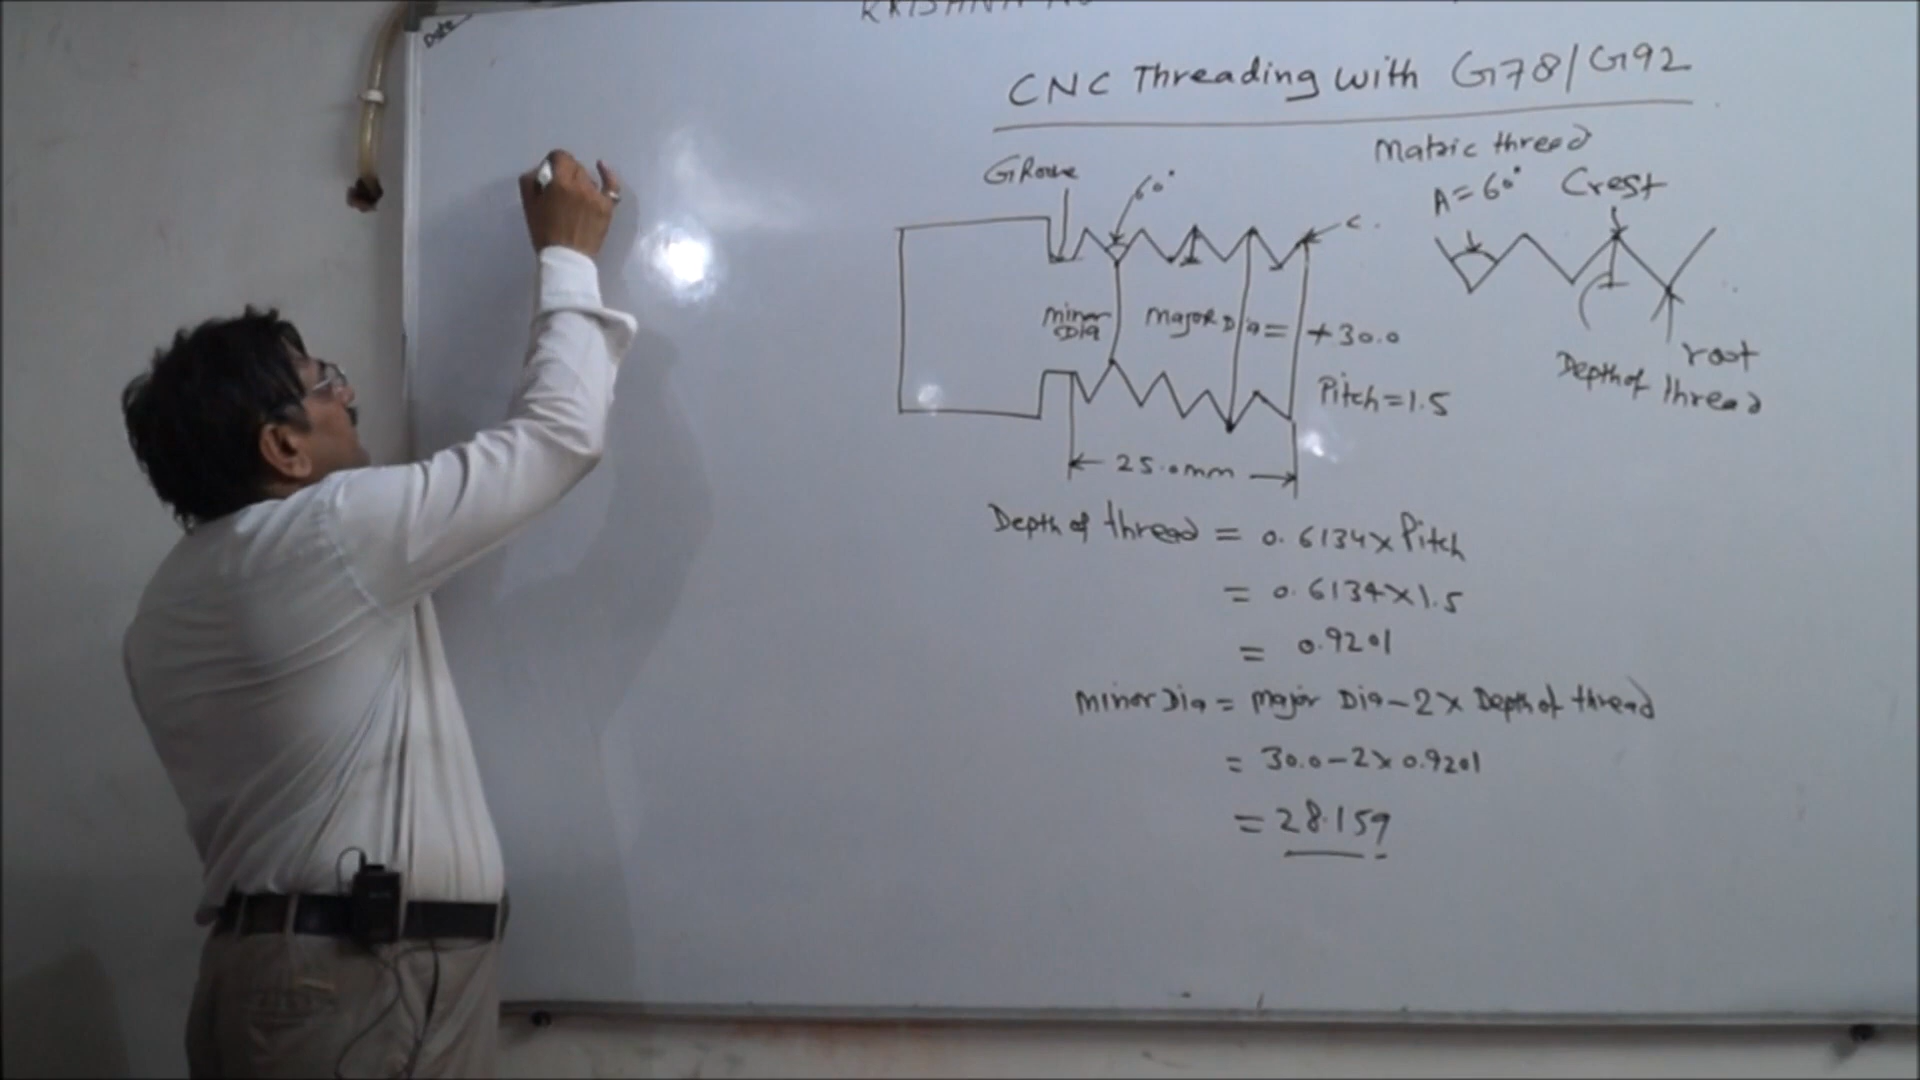 Date
CNC Threading with G78/G92
Matric thread
Groove
60°
A=60° Crest
c.
minor Dia
Major Dia = +30.0
Pitch=1.5
root
Depth of thread
25.0mm
Depth of thread = 0.6134×Pitch
= 0.6134×1.5
= 0.9201
minor Dia = Major Dia-2× Depth of thread
= 30.0-2×0.9201
= 28.159